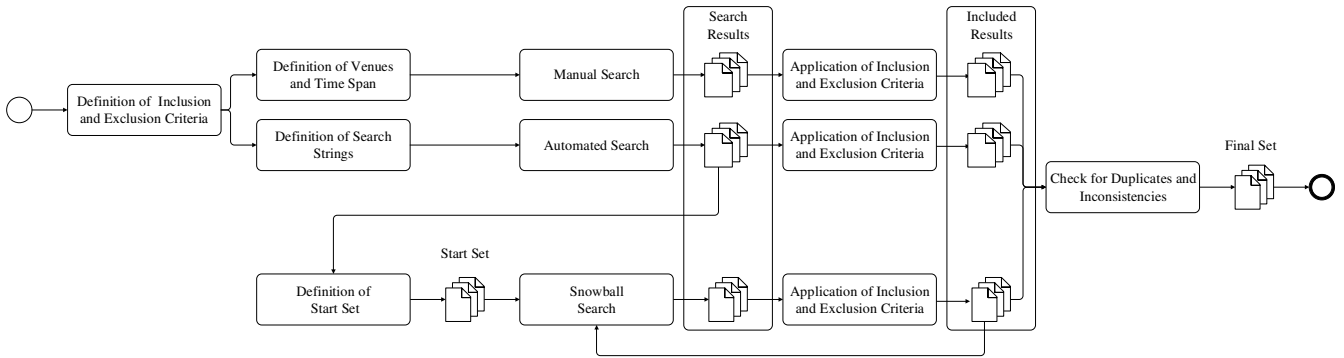 Search
Results
Included
Results
Definition of Venues
and Time Span
Manual Search
Application of Inclusion
and Exclusion Criteria
Definition of Inclusion
and Exclusion Criteria
Definition of Search
Strings
Automated Search
Application of Inclusion
and Exclusion Criteria
Final Set
Check for Duplicates and
Inconsistencies
Start Set
Definition of
Start Set
Snowball
Search
Application of Inclusion
and Exclusion Criteria